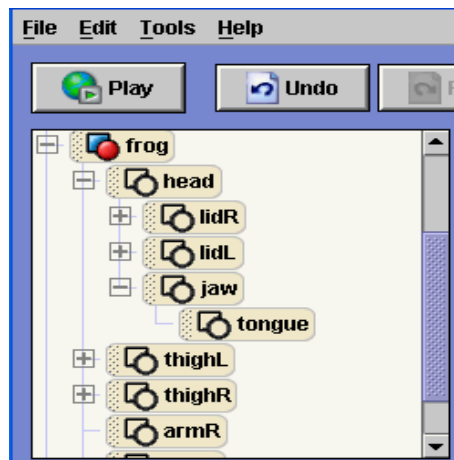 File Edit Tools Help
Play Undo
frog
head
lidR
lidL
jaw
tongue
thighL
thighR
armR